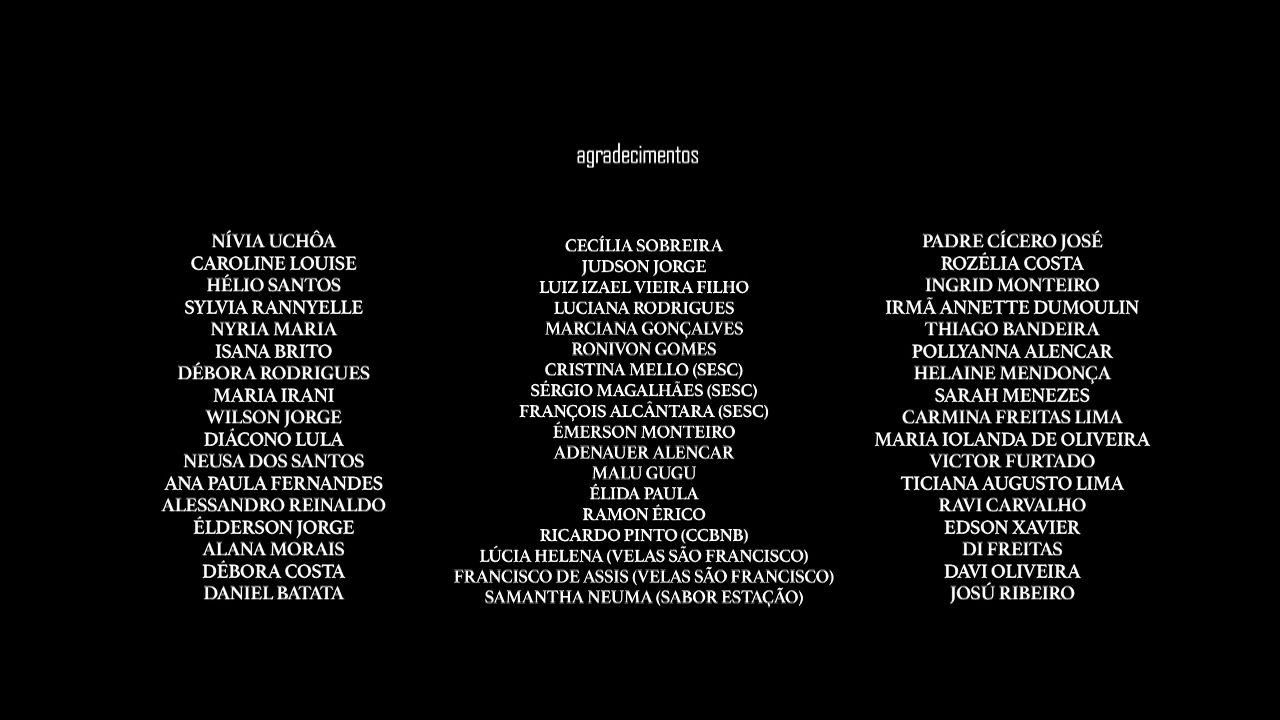 agradecimentos
NÍVIA UCHÔA
CAROLINE LOUISE
HÉLIO SANTOS
SYLVIA RANNYELLE
NYRIA MARIA
ISANA BRITO
DÉBORA RODRIGUES
MARIA IRANI
WILSON JORGE
DIÁCONO LULA
NEUSA DOS SANTOS
ANA PAULA FERNANDES
ALESSANDRO REINALDO
ÉLDERSON JORGE
ALANA MORAIS
DÉBORA COSTA
DANIEL BATATA
CECÍLIA SOBREIRA
JUDSON JORGE
LUIZ IZAEL VIEIRA FILHO
LUCIANA RODRIGUES
MARCIANA GONÇALVES
RONIVON GOMES
CRISTINA MELLO (SESC)
SÉRGIO MAGALHÃES (SESC)
FRANÇOIS ALCÂNTARA (SESC)
ÉMERSON MONTEIRO
ADENAUER ALENCAR
MALU GUGU
ÉLIDA PAULA
RAMON ÉRICO
RICARDO PINTO (CCBNB)
LÚCIA HELENA (VELAS SÃO FRANCISCO)
FRANCISCO DE ASSIS (VELAS SÃO FRANCISCO)
SAMANTHA NEUMA (SABOR ESTAÇÃO)
PADRE CÍCERO JOSÉ
ROZÉLIA COSTA
INGRID MONTEIRO
IRMÃ ANNETTE DUMOULIN
THIAGO BANDEIRA
POLLYANNA ALENCAR
HELAINE MENDONÇA
SARAH MENEZES
CARMINA FREITAS LIMA
MARIA IOLANDA DE OLIVEIRA
VICTOR FURTADO
TICIANA AUGUSTO LIMA
RAVI CARVALHO
EDSON XAVIER
DI FREITAS
DAVI OLIVEIRA
JOSÚ RIBEIRO